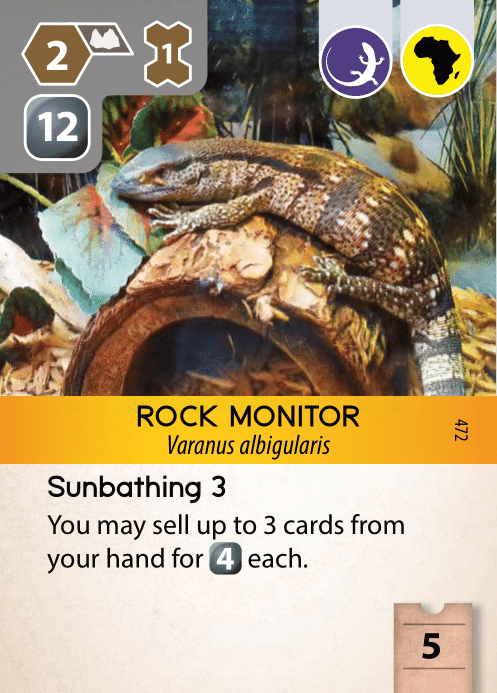 2
1
12
ROCK MONITOR
Varanus albigularis
472
Sunbathing 3
You may sell up to 3 cards from
your hand for 4 each.
5